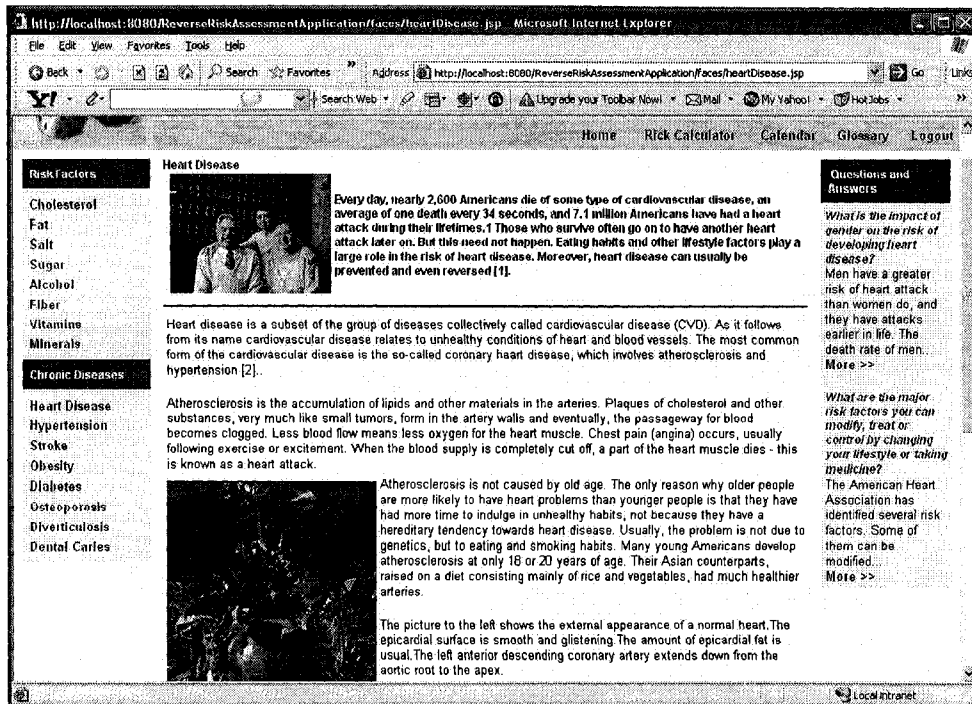 http://localhost:8080/ReverseRiskAssessmentApplication/faces/heartDisease.jsp - Microsoft Internet Explorer
File Edit View Favorites Tools Help
Back Search Favorites Address http://localhost:8080/ReverseRiskAssessmentApplication/faces/heartDisease.jsp Go Links
Y! Search Web Upgrade your Toolbar Now! Mail My Yahoo! HotJobs
Home Risk Calculator Calendar Glossary Logout
Risk Factors
Cholesterol
Fat
Salt
Sugar
Alcohol
Fiber
Vitamins
Minerals
Chronic Diseases
Heart Disease
Hypertension
Stroke
Obesity
Diabetes
Osteoporosis
Diverticulosis
Dental Caries
Heart Disease
Every day, nearly 2,600 Americans die of some type of cardiovascular disease, an
average of one death every 34 seconds, and 7.1 million Americans have had a heart
attack during their lifetimes.1 Those who survive often go on to have another heart
attack later on. But this need not happen. Eating habits and other lifestyle factors play a
large role in the risk of heart disease. Moreover, heart disease can usually be
prevented and even reversed [1].
Heart disease is a subset of the group of diseases collectively called cardiovascular disease (CVD). As it follows
from its name cardiovascular disease relates to unhealthy conditions of heart and blood vessels. The most common
form of the cardiovascular disease is the so-called coronary heart disease, which involves atherosclerosis and
hypertension [2]..
Atherosclerosis is the accumulation of lipids and other materials in the arteries. Plaques of cholesterol and other
substances, very much like small tumors, form in the artery walls and eventually, the passageway for blood
becomes clogged. Less blood flow means less oxygen for the heart muscle. Chest pain (angina) occurs, usually
following exercise or excitement. When the blood supply is completely cut off, a part of the heart muscle dies - this
is known as a heart attack.
Atherosclerosis is not caused by old age. The only reason why older people
are more likely to have heart problems than younger people is that they have
had more time to indulge in unhealthy habits, not because they have a
hereditary tendency towards heart disease. Usually, the problem is not due to
genetics, but to eating and smoking habits. Many young Americans develop
atherosclerosis at only 18 or 20 years of age. Their Asian counterparts,
raised on a diet consisting mainly of rice and vegetables, had much healthier
arteries.
The picture to the left shows the external appearance of a normal heart.The
epicardial surface is smooth and glistening.The amount of epicardial fat is
usual.The left anterior descending coronary artery extends down from the
aortic root to the apex.
Questions and
Answers
What is the impact of
gender on the risk of
developing heart
disease?
Men have a greater
risk of heart attack
than women do, and
they have attacks
earlier in life. The
death rate of men...
More >>
What are the major
risk factors you can
modify, treat or
control by changing
your lifestyle or taking
medicine?
The American Heart
Association has
identified several risk
factors. Some of
them can be
modified...
More >>
Local intranet